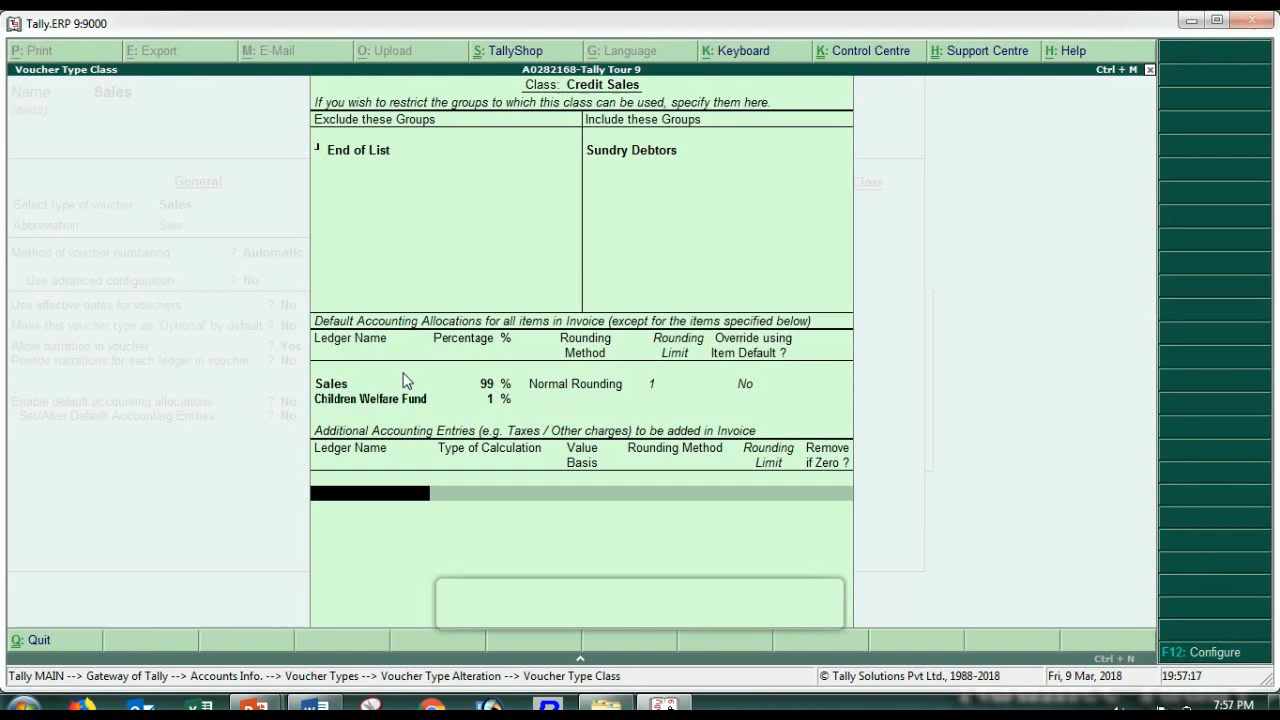 Tally.ERP 9:9000
P: Print E: Export M: E-Mail O: Upload S: TallyShop G: Language K: Keyboard K: Control Centre H: Support Centre H: Help
Voucher Type Class A0282168-Tally Tour 9 Ctrl + M
Name Sales
(alias)
Class: Credit Sales
If you wish to restrict the groups to which this class can be used, specify them here.
Exclude these Groups Include these Groups
End of List Sundry Debtors
General Class
Select type of voucher Sales
Abbreviation Sale
Method of voucher numbering ? Automatic
Use advanced configuration ? No
Use effective dates for vouchers ? No
Make this voucher type as 'Optional' by default ? No
Allow narration in voucher ? Yes
Provide narrations for each ledger in voucher ? No
Enable default accounting allocations ? No
Set/Alter Default Accounting Entries ? No
Default Accounting Allocations for all items in Invoice (except for the items specified below)
Ledger Name Percentage % Rounding Rounding Override using
Method Limit Item Default ?
Sales 99 % Normal Rounding 1 No
Children Welfare Fund 1 %
Additional Accounting Entries (e.g. Taxes / Other charges) to be added in Invoice
Ledger Name Type of Calculation Value Rounding Method Rounding Remove
Basis Limit if Zero ?
Q: Quit
F12: Configure
Ctrl + N
Tally MAIN --> Gateway of Tally --> Accounts Info. --> Voucher Types --> Voucher Type Alteration --> Voucher Type Class © Tally Solutions Pvt Ltd., 1988-2018 Fri, 9 Mar, 2018 19:57:17
7:57 PM